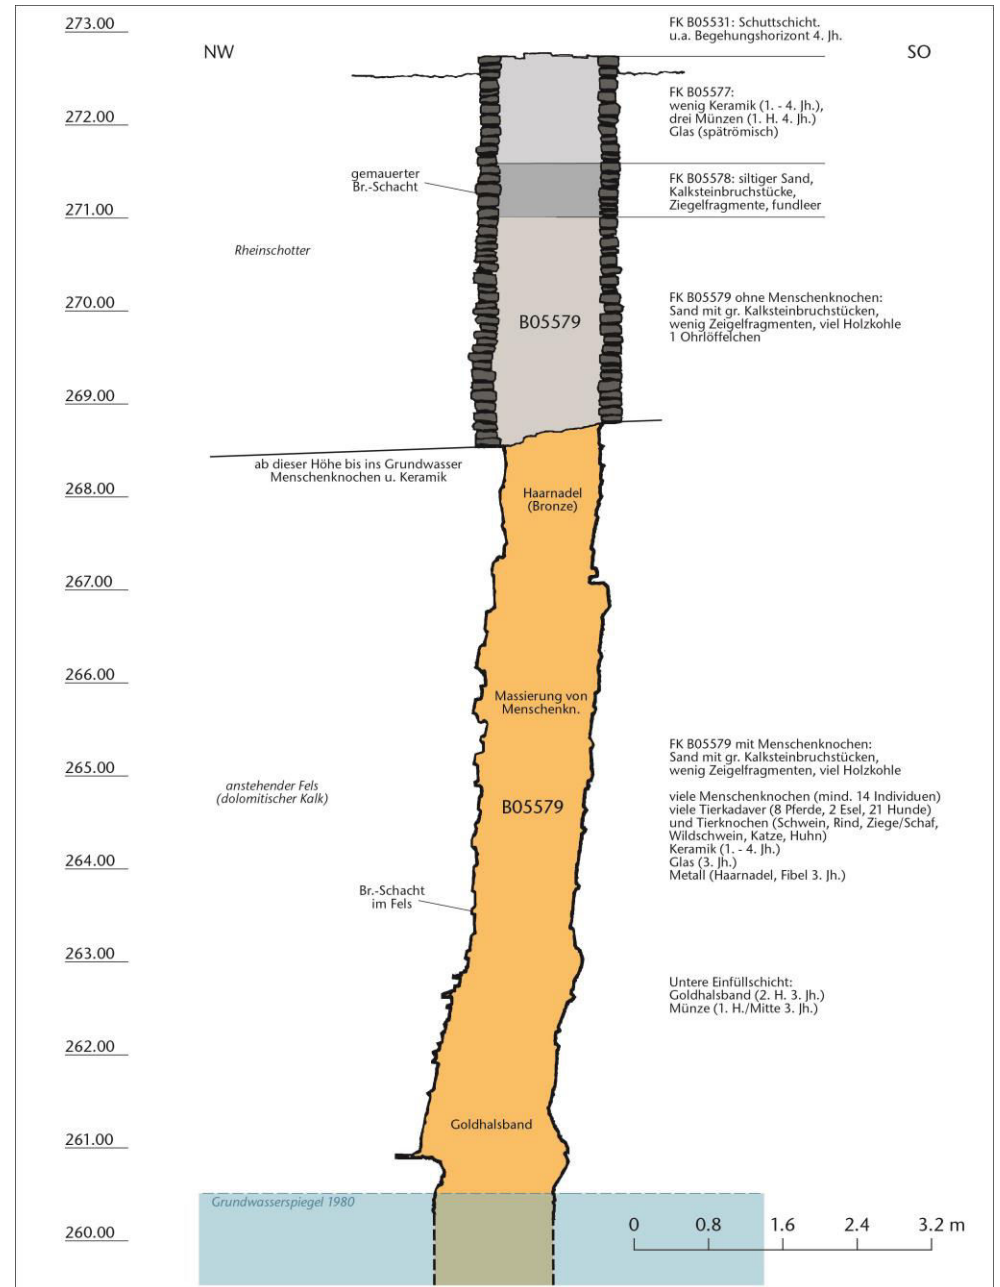 273.00
FK B05531: Schuttschicht.
u.a. Begehungshorizont 4. Jh.
NW
SO
FK B05577:
wenig Keramik (1. - 4. Jh.),
drei Münzen (1. H. 4. Jh.)
Glas (spätrömisch)
272.00
gemauerter
Br.-Schacht
FK B05578: siltiger Sand,
Kalksteinbruchstücke,
Ziegelfragmente, fundleer
271.00
Rheinschotter
270.00
B05579
FK B05579 ohne Menschenknochen:
Sand mit gr. Kalksteinbruchstücken,
wenig Zeigelfragmenten, viel Holzkohle
1 Ohrlöffelchen
269.00
ab dieser Höhe bis ins Grundwasser
Menschenknochen u. Keramik
268.00
Haarnadel
(Bronze)
267.00
266.00
Massierung von
Menschenkn.
265.00
anstehender Fels
(dolomitischer Kalk)
B05579
FK B05579 mit Menschenknochen:
Sand mit gr. Kalksteinbruchstücken,
wenig Zeigelfragmenten, viel Holzkohle
viele Menschenknochen (mind. 14 Individuen)
viele Tierkadaver (8 Pferde, 2 Esel, 21 Hunde)
und Tierknochen (Schwein, Rind, Ziege/Schaf,
Wildschwein, Katze, Huhn)
Keramik (1. - 4. Jh.)
Glas (3. Jh.)
Metall (Haarnadel, Fibel 3. Jh.)
264.00
Br.-Schacht
im Fels
263.00
Untere Einfüllschicht:
Goldhalsband (2. H. 3. Jh.)
Münze (1. H./Mitte 3. Jh.)
262.00
261.00
Goldhalsband
Grundwasserspiegel 1980
260.00
0 0.8 1.6 2.4 3.2 m